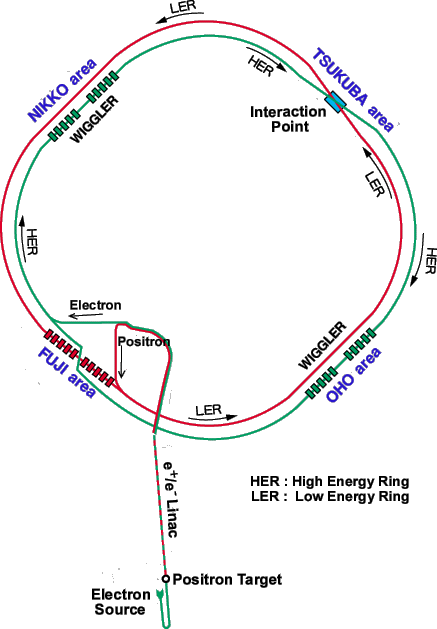 LER
HER
TSUKUBA area
NIKKO area
WIGGLER
Interaction
Point
LER
HER
HER
Electron
Positron
WIGGLER
FUJI area
OHO area
LER
e+/e- Linac
HER : High Energy Ring
LER : Low Energy Ring
Positron Target
Electron
Source